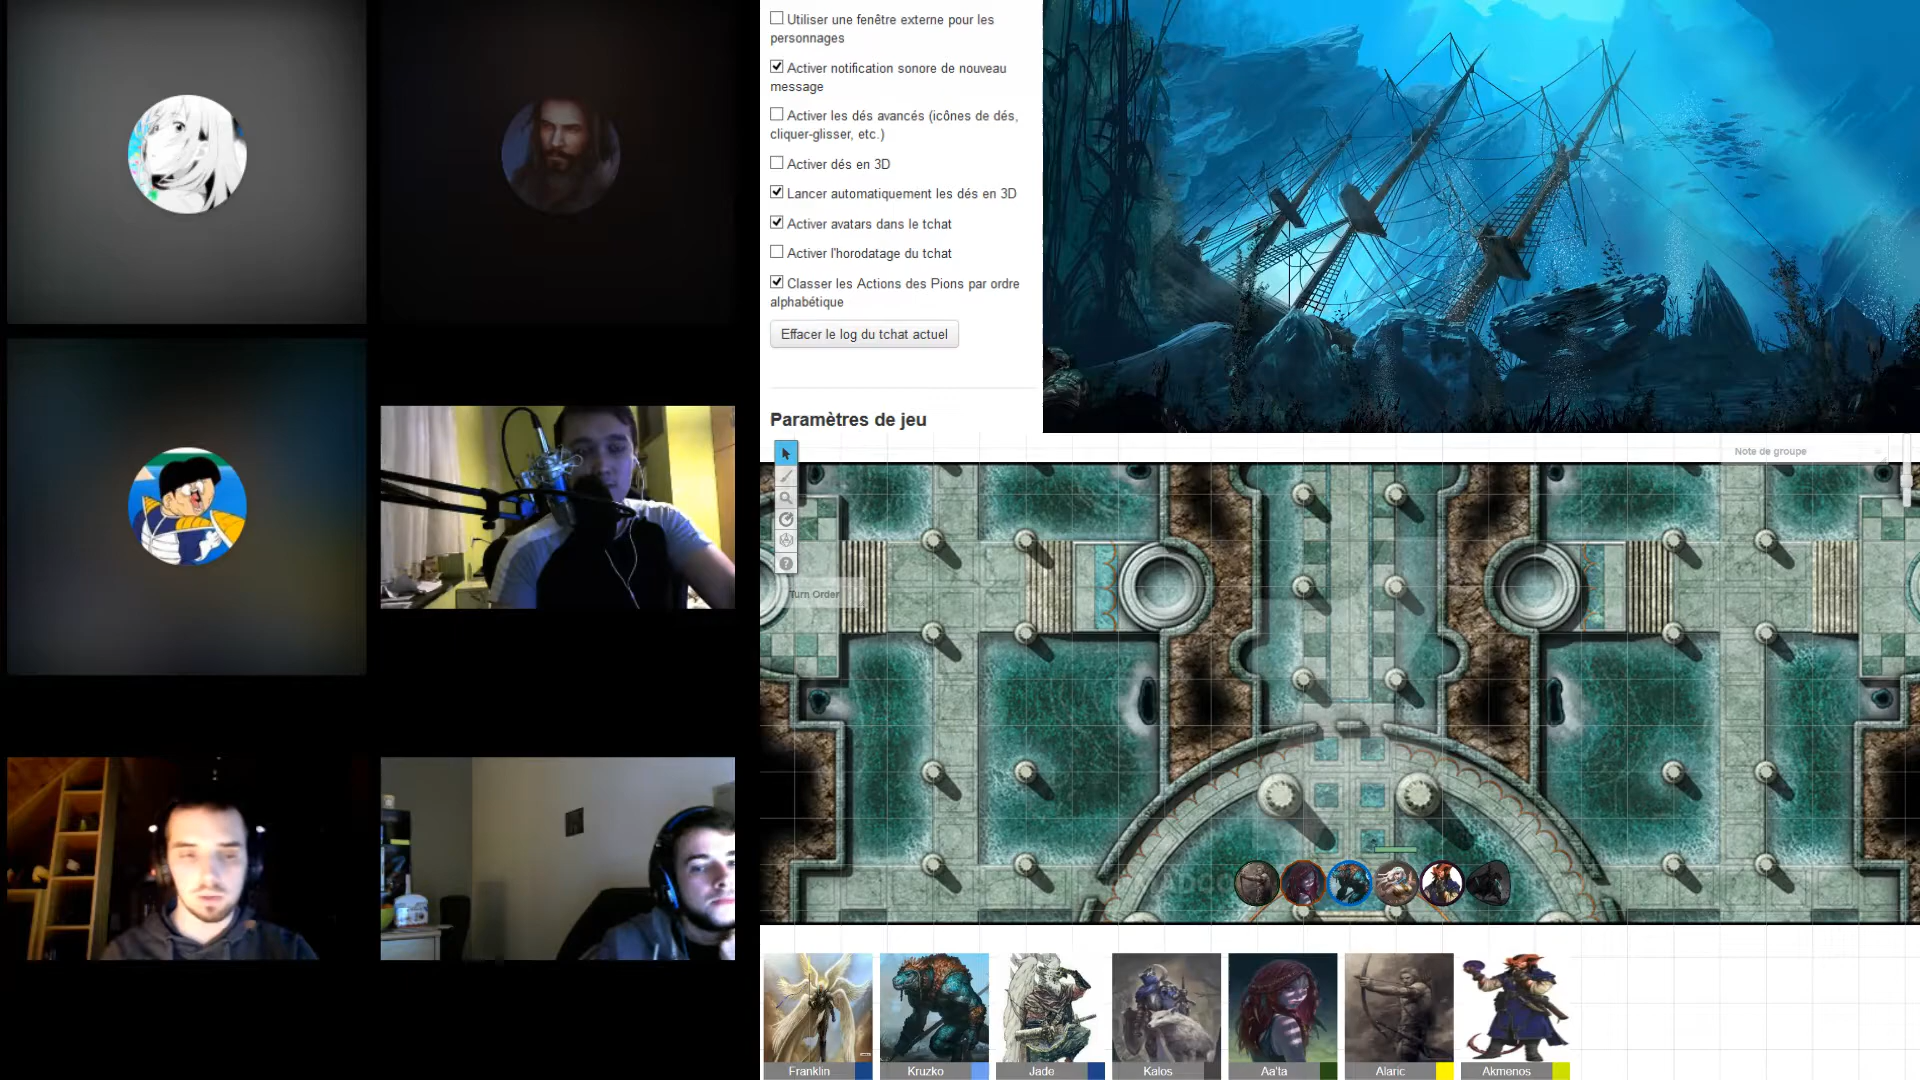 Utiliser une fenêtre externe pour les
personnages
Activer notification sonore de nouveau
message
Activer les dés avancés (icônes de dés,
cliquer-glisser, etc.)
Activer dés en 3D
Lancer automatiquement les dés en 3D
Activer avatars dans le tchat
Activer l'horodatage du tchat
Classer les Actions des Pions par ordre
alphabétique
Effacer le log du tchat actuel
Paramètres de jeu
Note de groupe
Turn Order
Franklin
Kruzko
Jade
Kalos
Aa'ta
Alaric
Akmenos